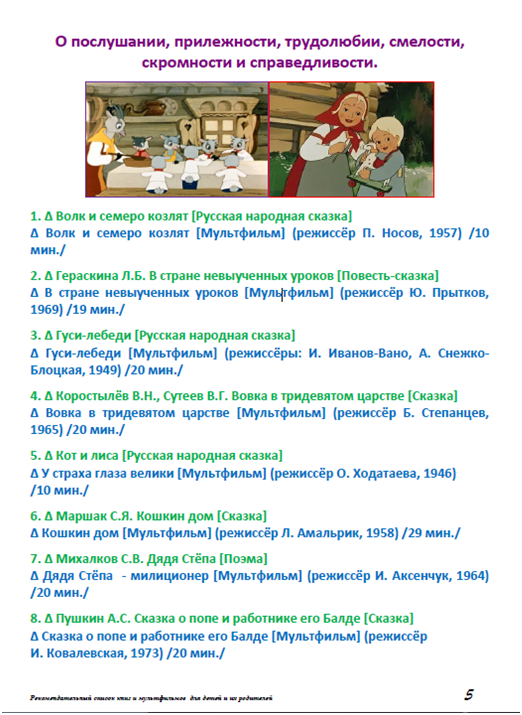 О послушании, прилежности, трудолюбии, смелости,
скромности и справедливости.
1. Δ Волк и семеро козлят [Русская народная сказка]
Δ Волк и семеро козлят [Мультфильм] (режиссёр П. Носов, 1957) /10
мин./
2. Δ Гераскина Л.Б. В стране невыученных уроков [Повесть-сказка]
Δ В стране невыученных уроков [Мультфильм] (режиссёр Ю. Прытков,
1969) /19 мин./
3. Δ Гуси-лебеди [Русская народная сказка]
Δ Гуси-лебеди [Мультфильм] (режиссёры: И. Иванов-Вано, А. Снежко-
Блоцкая, 1949) /20 мин./
4. Δ Коростылёв В.Н., Сутеев В.Г. Вовка в тридевятом царстве [Сказка]
Δ Вовка в тридевятом царстве [Мультфильм] (режиссёр Б. Степанцев,
1965) /20 мин./
5. Δ Кот и лиса [Русская народная сказка]
Δ У страха глаза велики [Мультфильм] (режиссёр О. Ходатаева, 1946)
/10 мин./
6. Δ Маршак С.Я. Кошкин дом [Сказка]
Δ Кошкин дом [Мультфильм] (режиссёр Л. Амальрик, 1958) /29 мин./
7. Δ Михалков С.В. Дядя Стёпа [Поэма]
Δ Дядя Стёпа - милиционер [Мультфильм] (режиссёр И. Аксенчук, 1964)
/20 мин./
8. Δ Пушкин А.С. Сказка о попе и работнике его Балде [Сказка]
Δ Сказка о попе и работнике его Балде [Мультфильм] (режиссёр
И. Ковалевская, 1973) /20 мин./
Рекомендательный список книг и мультфильмов для детей и их родителей
5